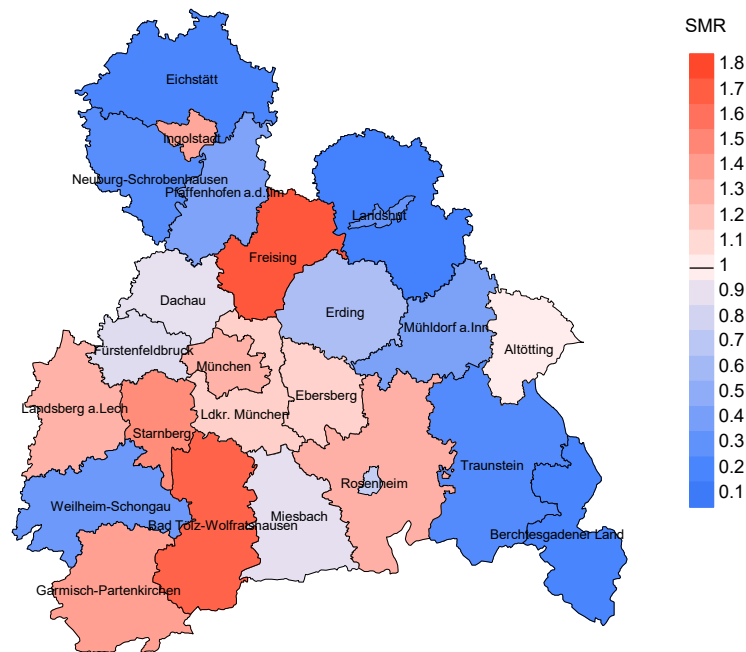 SMR
1.8
1.7
1.6
1.5
1.4
1.3
1.2
1.1
1
0.9
0.8
0.7
0.6
0.5
0.4
0.3
0.2
0.1
Eichstätt
Ingolstadt
Neuburg-Schrobenhausen
Pfaffenhofen a.d.Ilm
Landshut
Freising
Dachau
Erding
Mühldorf a.Inn
Altötting
Fürstenfeldbruck
München
Ebersberg
Landsberg a.Lech
Ldkr. München
Starnberg
Traunstein
Rosenheim
Weilheim-Schongau
Miesbach
Bad Tölz-Wolfratshausen
Berchtesgadener Land
Garmisch-Partenkirchen